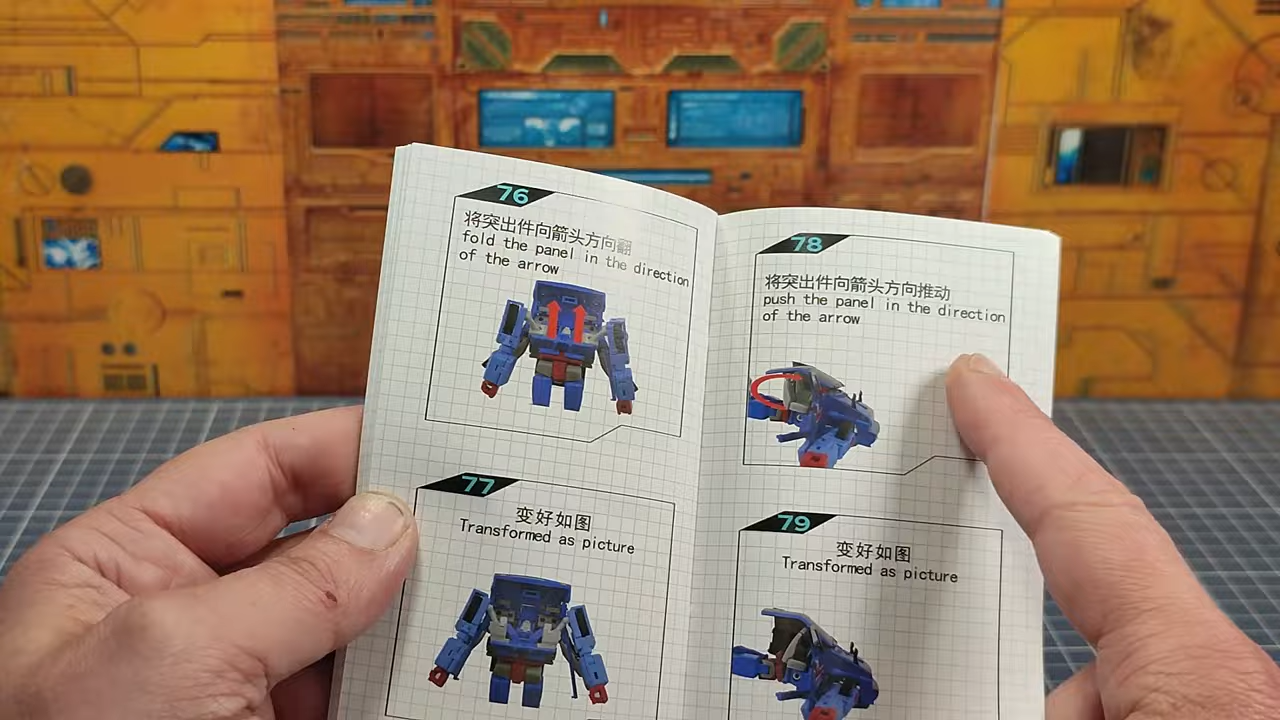 76
将突出件向箭头方向翻
fold the panel in the direction
of the arrow
77
变好如图
Transformed as picture
78
将突出件向箭头方向推动
push the panel in the direction
of the arrow
79
变好如图
Transformed as picture